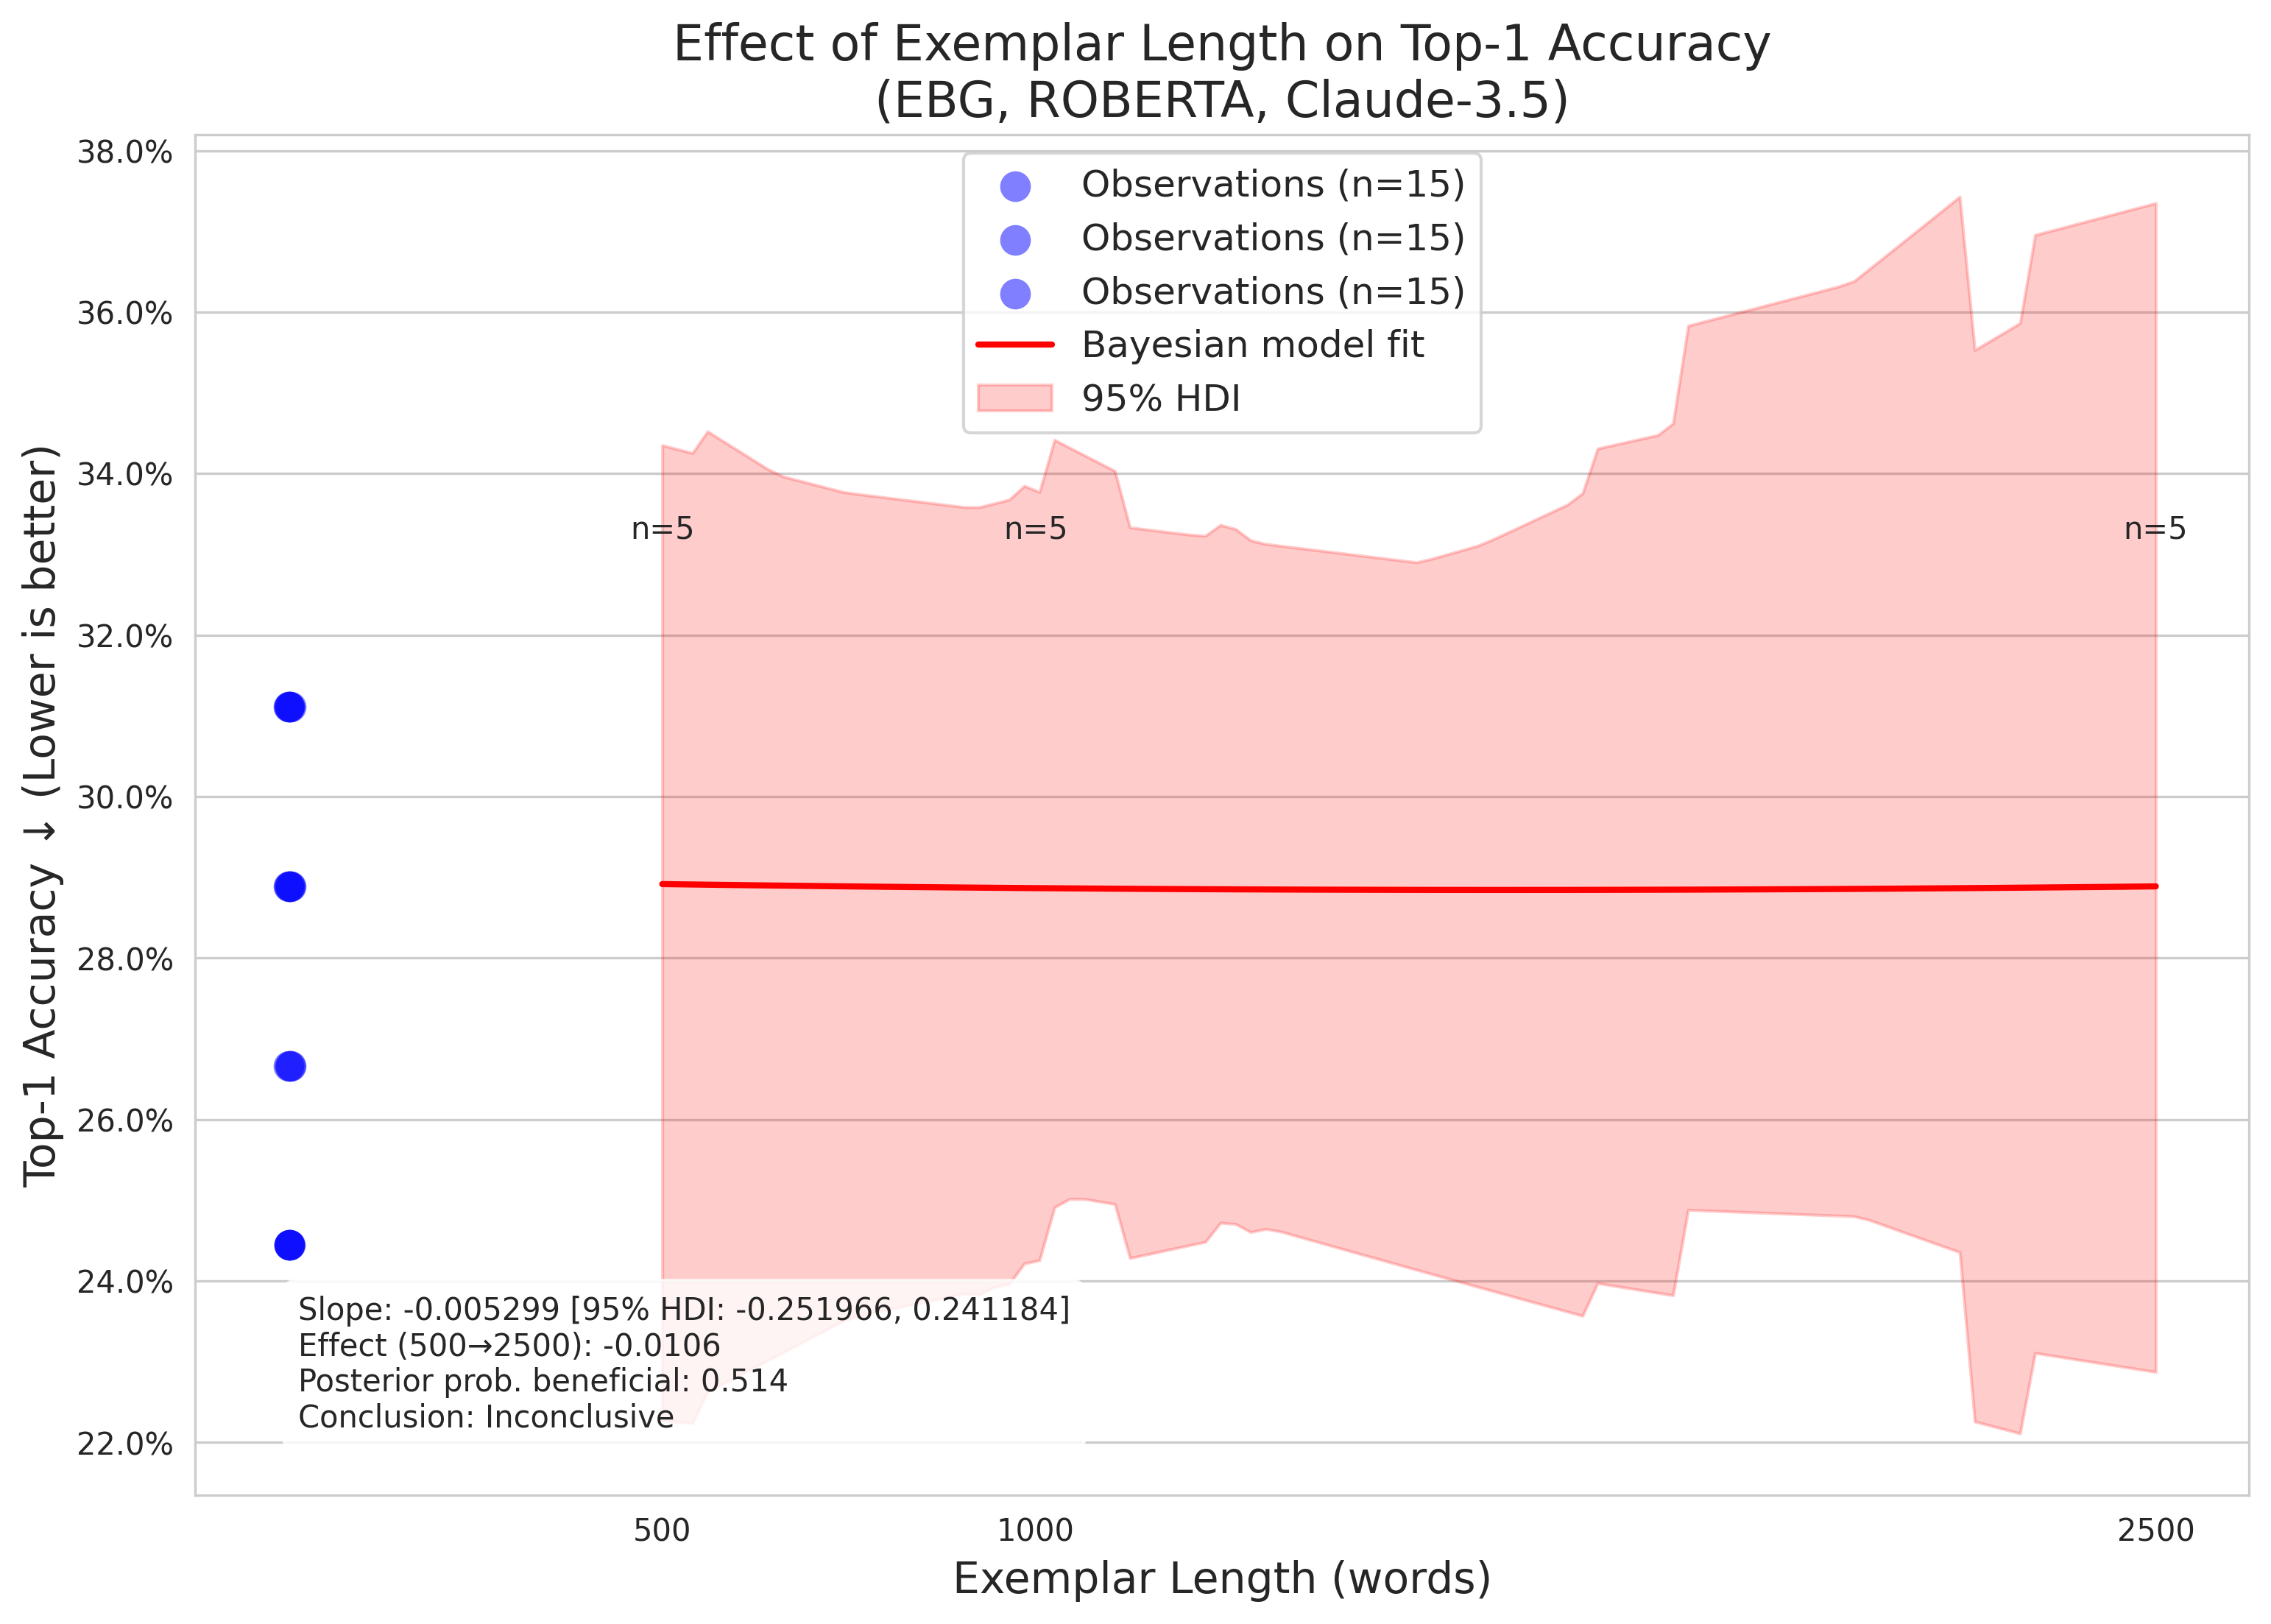 Effect of Exemplar Length on Top-1 Accuracy
(EBG, ROBERTA, Claude-3.5)
Top-1 Accuracy ↓ (Lower is better)
38.0%
36.0%
34.0%
32.0%
30.0%
28.0%
26.0%
24.0%
22.0%
Observations (n=15)
Observations (n=15)
Observations (n=15)
Bayesian model fit
95% HDI
n=5
n=5
n=5
Slope: -0.005299 [95% HDI: -0.251966, 0.241184]
Effect (500→2500): -0.0106
Posterior prob. beneficial: 0.514
Conclusion: Inconclusive
500
1000
2500
Exemplar Length (words)